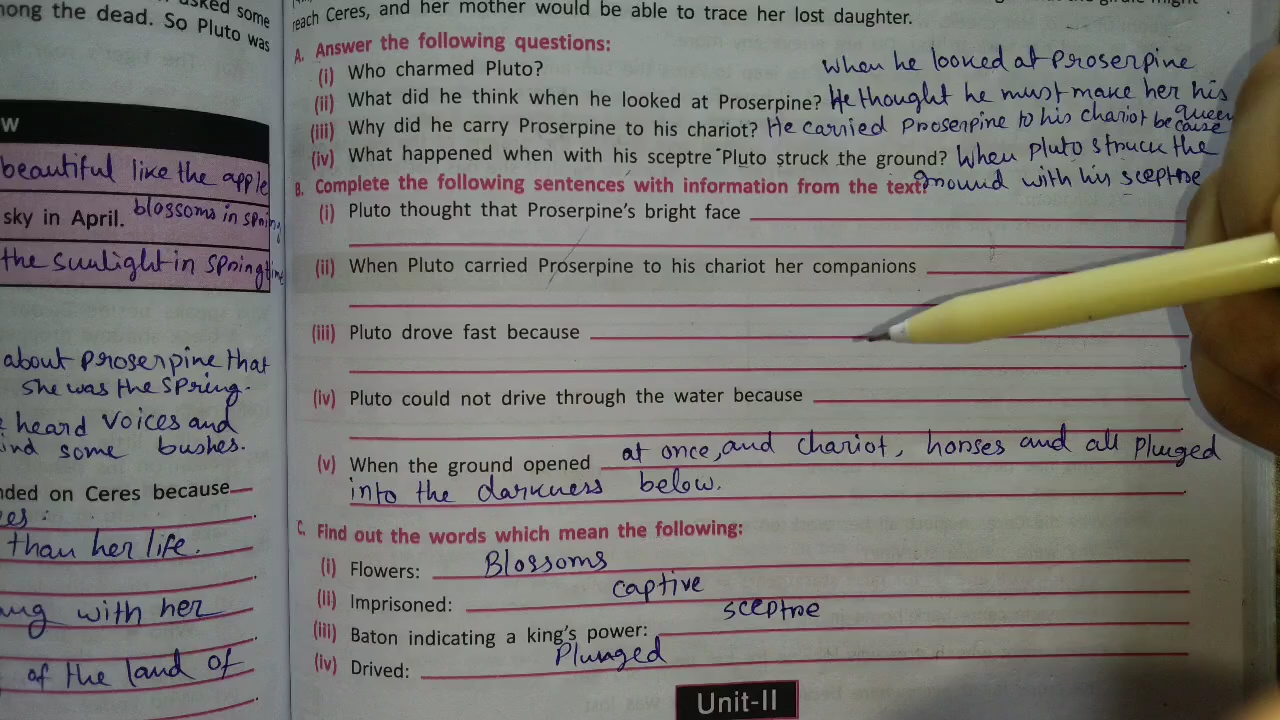 asked some
among the dead. So Pluto was
W
beautiful like the apple
sky in April. blossoms in spring
the sunlight in springtime
about Proserpine that
she was the spring.
heard voices and
ind some bushes.
nded on Ceres because
es.
than her life.
ung with her
of the land of
reach Ceres, and her mother would be able to trace her lost daughter.
A. Answer the following questions:
(i) Who charmed Pluto?
when he looked at Proserpine
(ii) What did he think when he looked at Proserpine? He thought he must make her his queen
(iii) Why did he carry Proserpine to his chariot? He carried Proserpine to his chariot because
(iv) What happened when with his sceptre Pluto struck the ground? When Pluto struck the
ground with his sceptre
B. Complete the following sentences with information from the text:
(i) Pluto thought that Proserpine's bright face
(ii) When Pluto carried Proserpine to his chariot her companions
(iii) Pluto drove fast because
(iv) Pluto could not drive through the water because
(v) When the ground opened at once, and chariot, horses and all plunged
into the darkness below.
C. Find out the words which mean the following:
(i) Flowers: Blossoms
(ii) Imprisoned: captive
(iii) Baton indicating a king's power: sceptre
(iv) Drived: Plunged
Unit-II